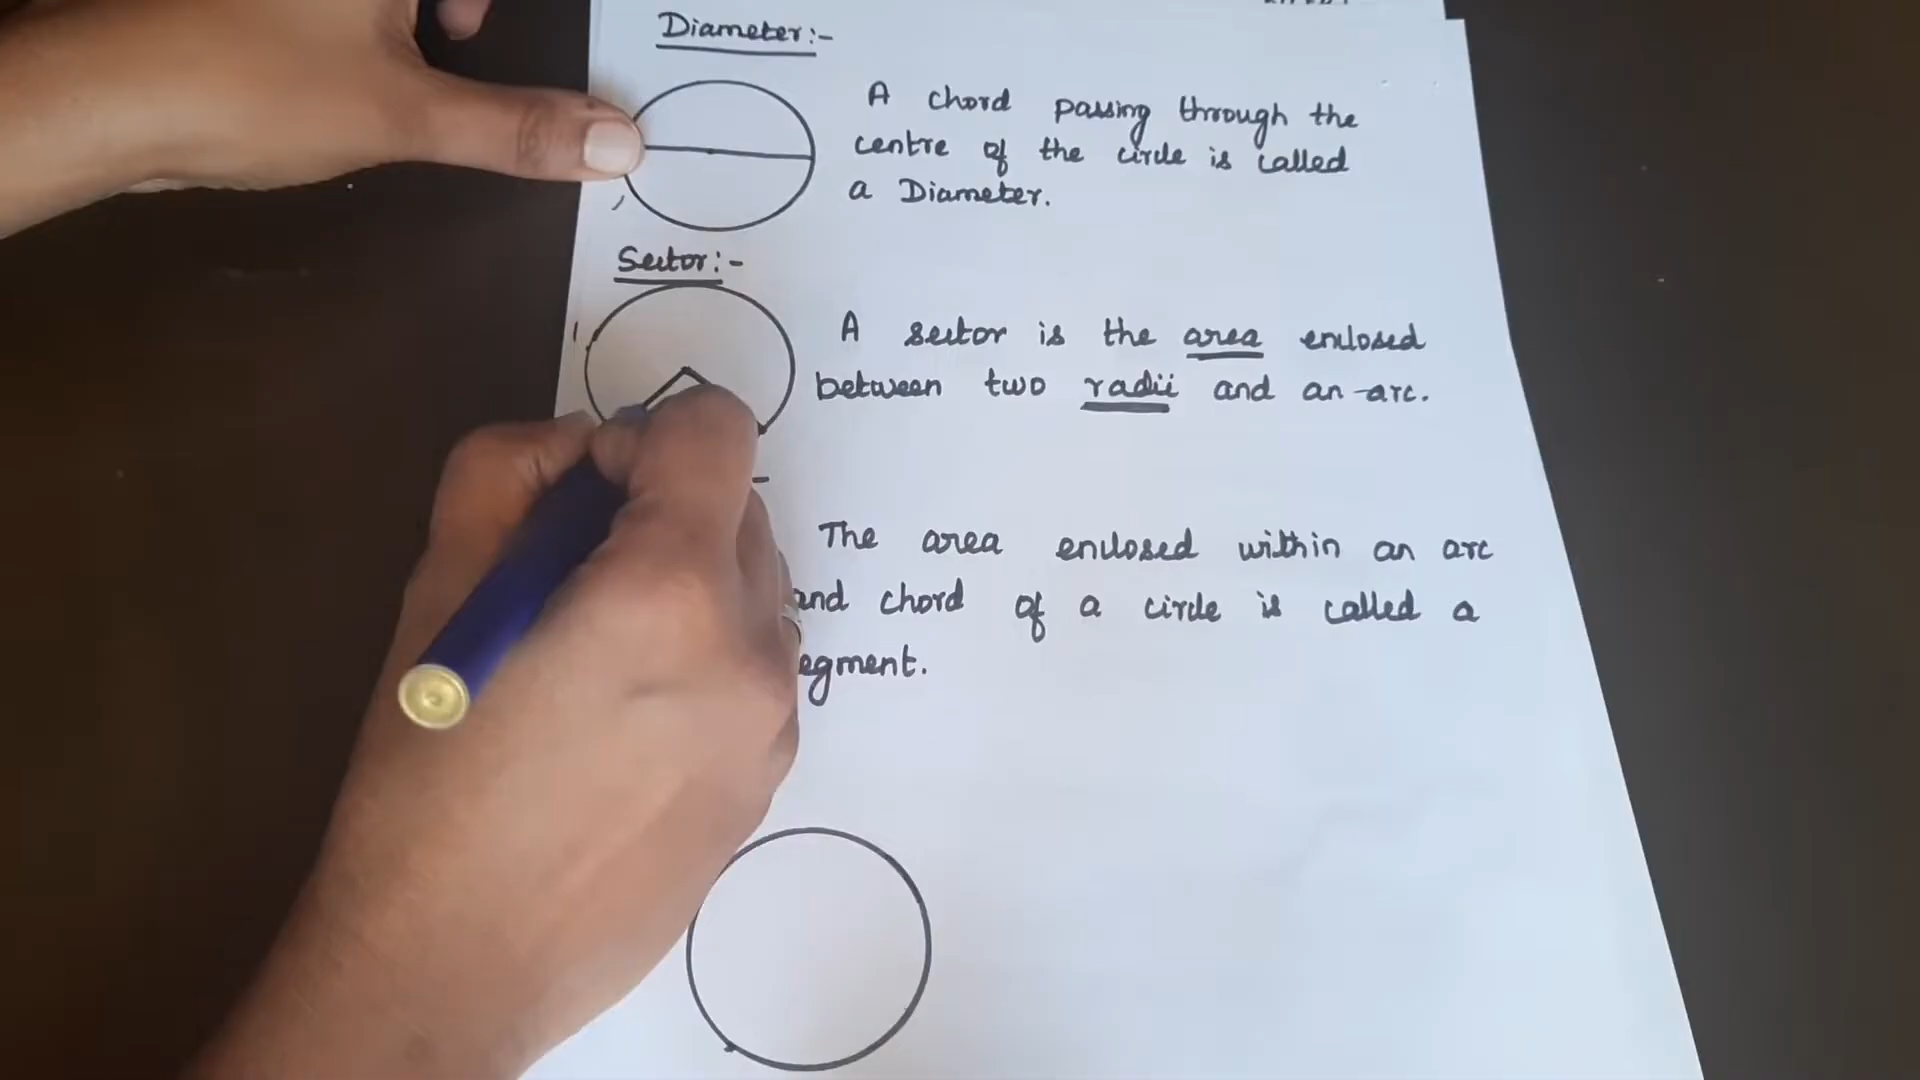 Diameter:-
A chord passing through the
centre of the circle is called
a Diameter.
Sector:-
A sector is the area enclosed
between two radii and an arc.
The area enclosed within an arc
and chord of a circle is called a
egment.